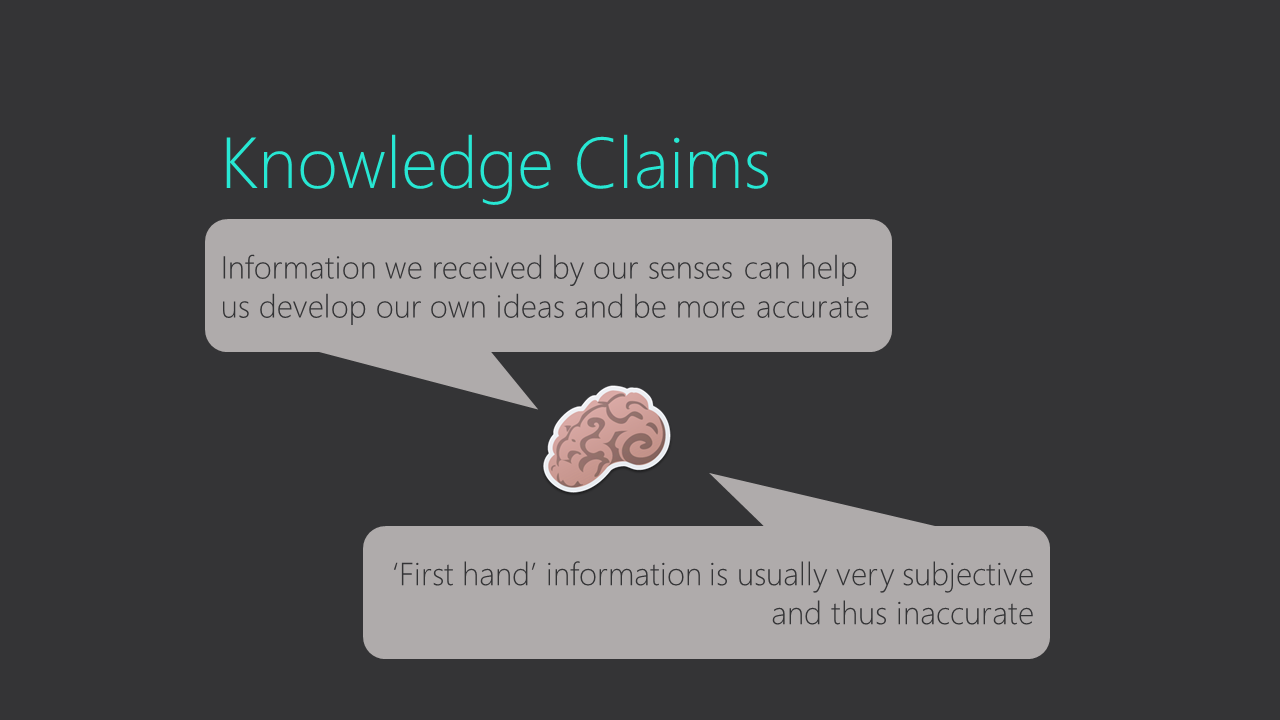 Knowledge Claims
Information we received by our senses can help
us develop our own ideas and be more accurate
‘First hand’ information is usually very subjective
and thus inaccurate